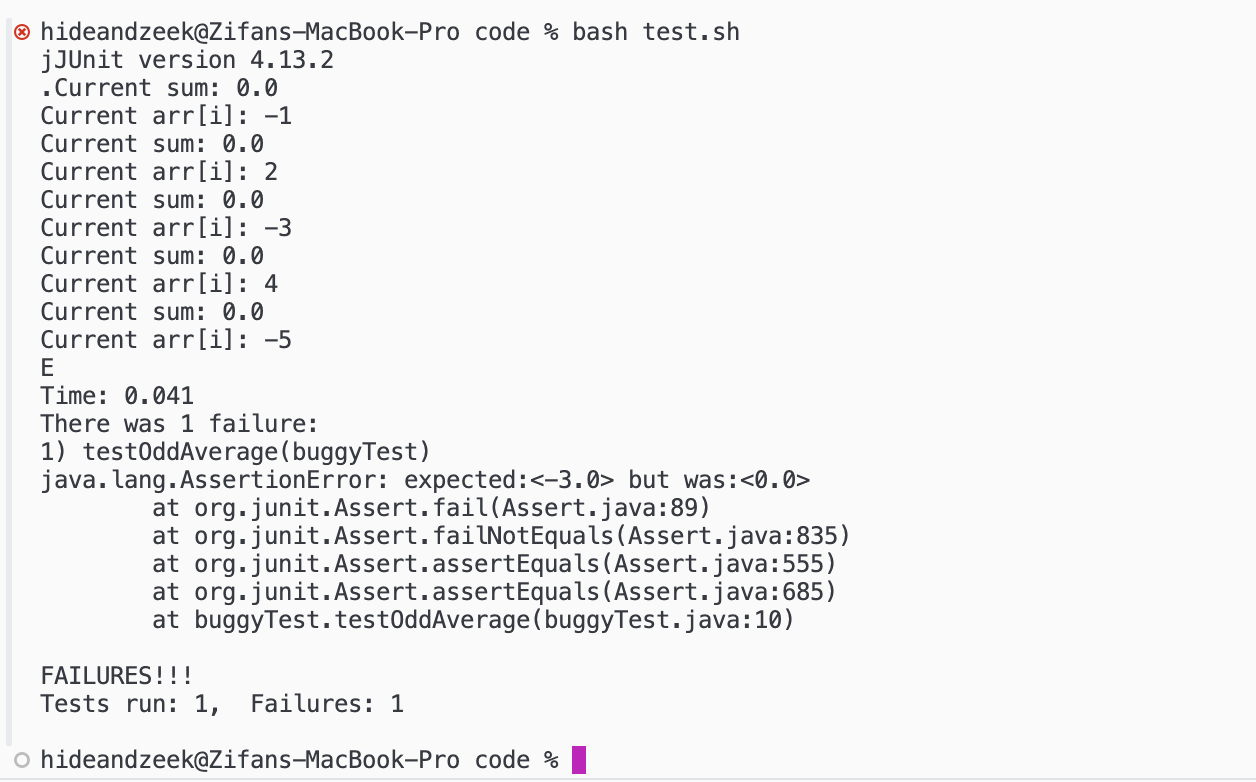 hideandzeek@Zifans-MacBook-Pro code % bash test.sh
jJUnit version 4.13.2
.Current sum: 0.0
Current arr[i]: -1
Current sum: 0.0
Current arr[i]: 2
Current sum: 0.0
Current arr[i]: -3
Current sum: 0.0
Current arr[i]: 4
Current sum: 0.0
Current arr[i]: -5
E
Time: 0.041
There was 1 failure:
1) testOddAverage(buggyTest)
java.lang.AssertionError: expected:<-3.0> but was:<0.0>
        at org.junit.Assert.fail(Assert.java:89)
        at org.junit.Assert.failNotEquals(Assert.java:835)
        at org.junit.Assert.assertEquals(Assert.java:555)
        at org.junit.Assert.assertEquals(Assert.java:685)
        at buggyTest.testOddAverage(buggyTest.java:10)

FAILURES!!!
Tests run: 1,  Failures: 1

hideandzeek@Zifans-MacBook-Pro code %